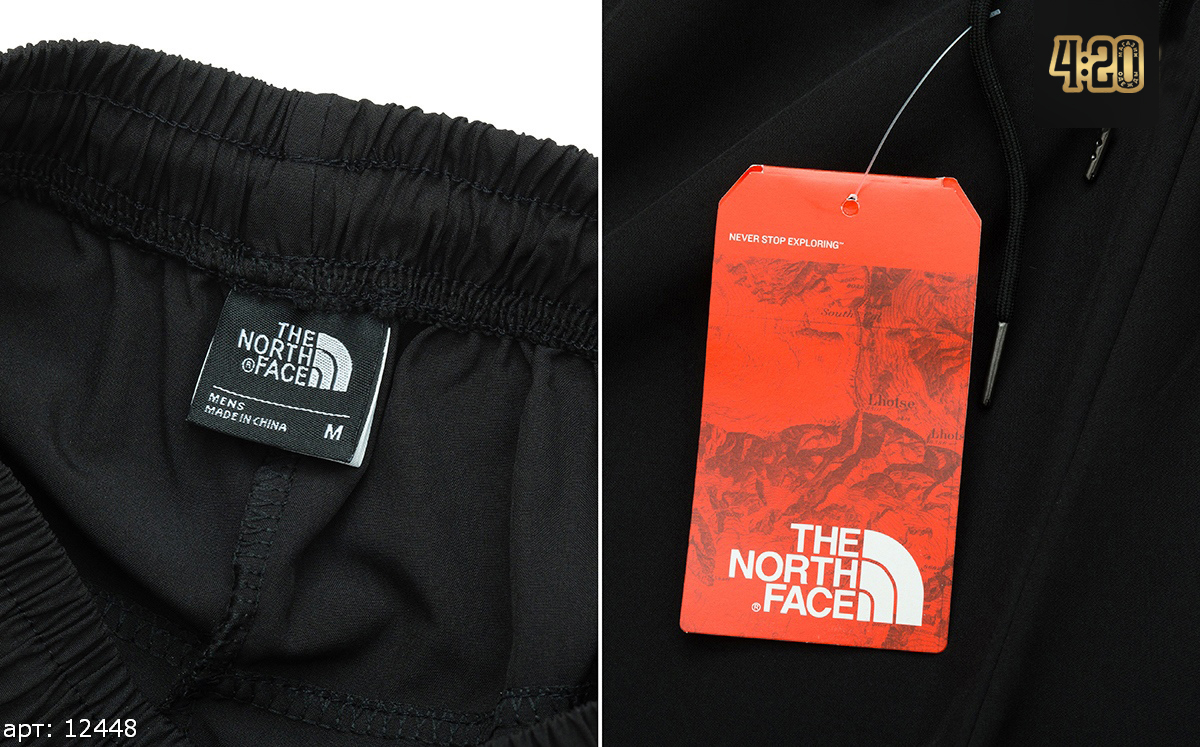 THE
NORTH
FACE
®
MENS
MADE IN CHINA
M
арт: 12448
4:20
NEVER STOP EXPLORING™
South
Lhotse
Lhots
THE
NORTH
FACE
®